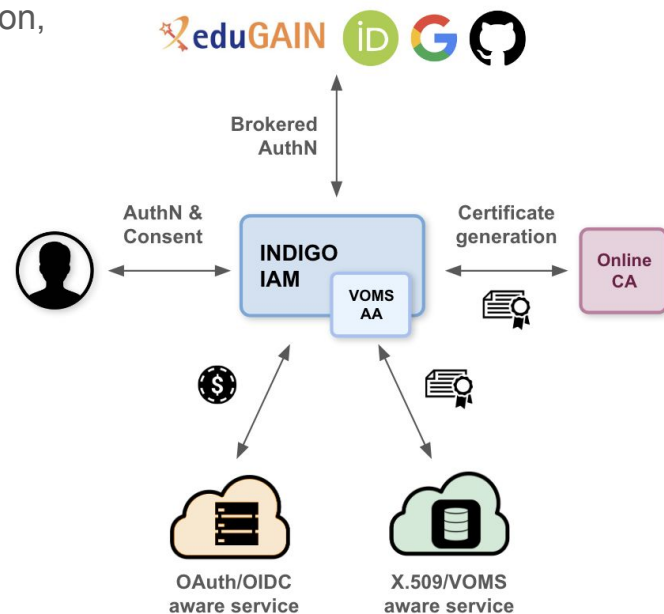 on,
eduGAIN iD G
Brokered
AuthN
AuthN &
Consent
Certificate
generation
INDIGO
IAM
VOMS
AA
Online
CA
$
OAuth/OIDC
aware service
X.509/VOMS
aware service